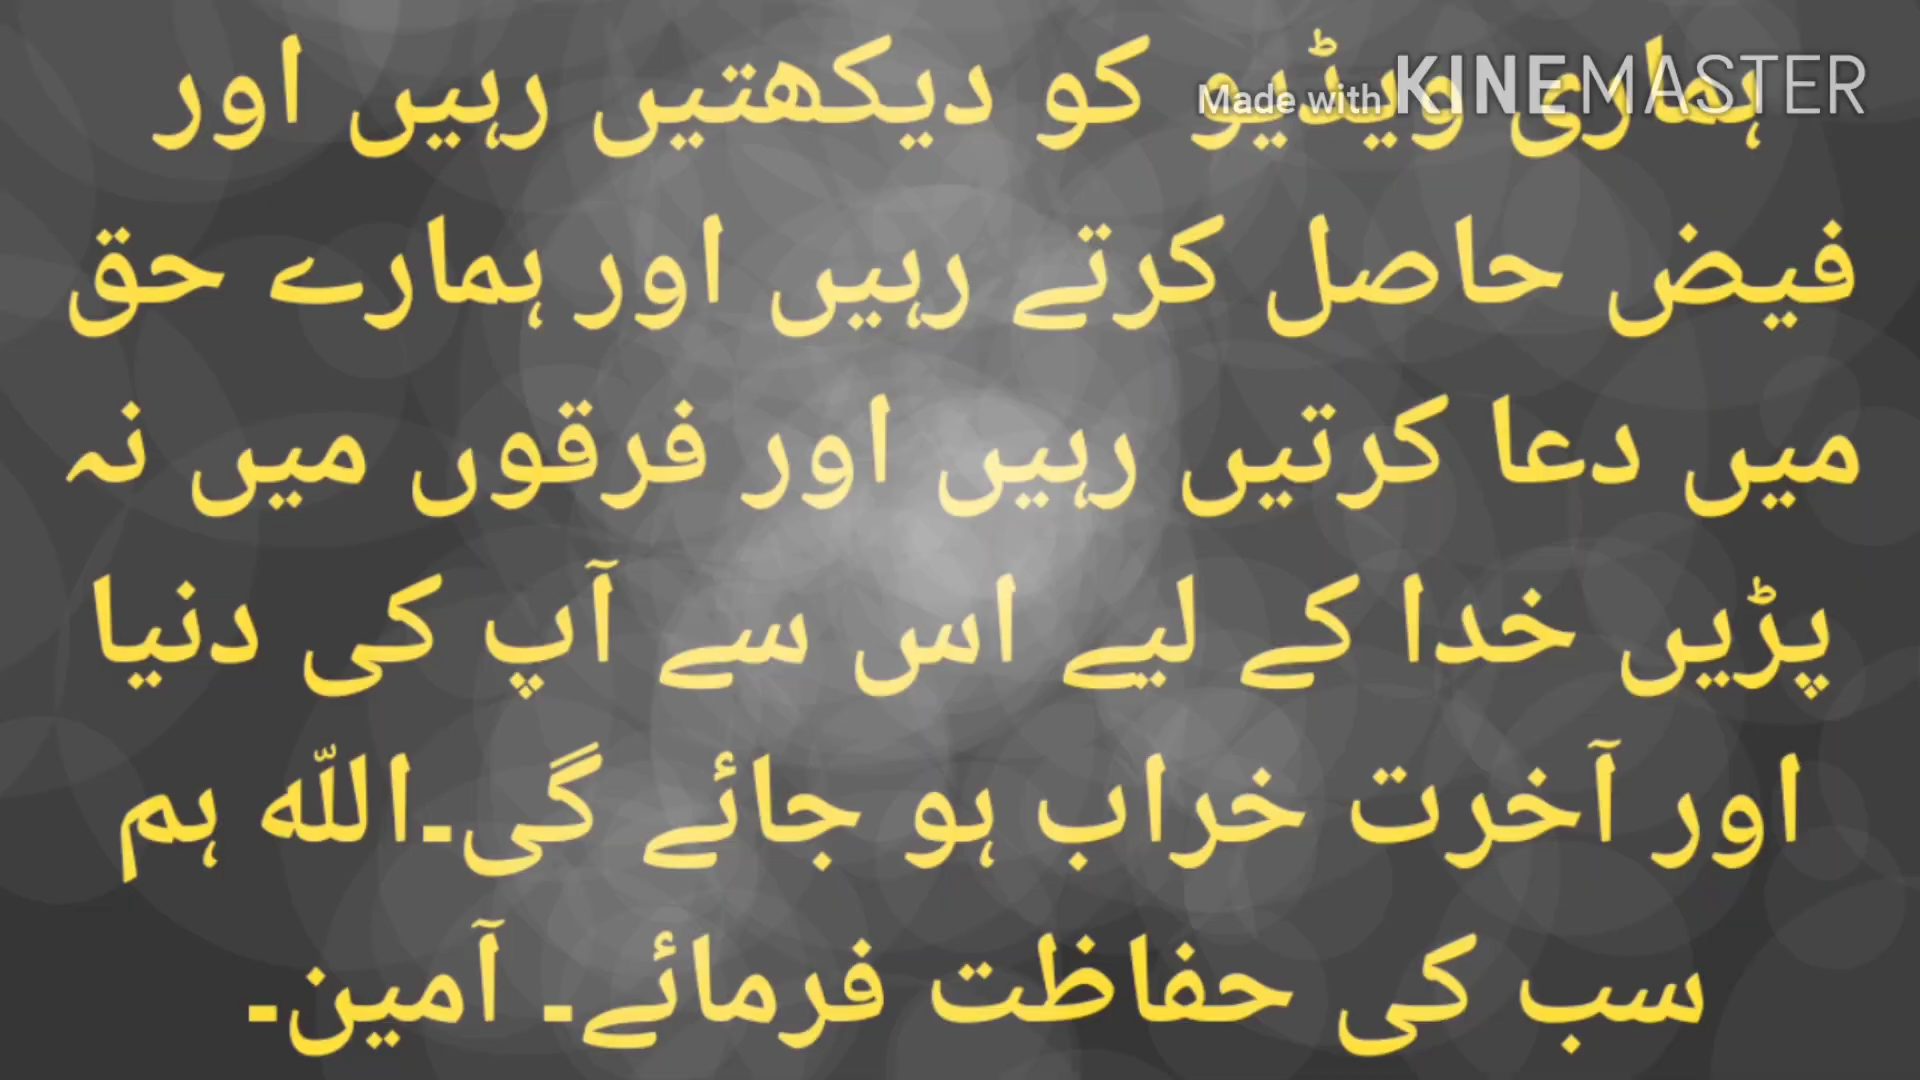 ہماری ویڈیو کو دیکھتیں رہیں اور
Made with KINEMASTER
فیض حاصل کرتے رہیں اور ہمارے حق
میں دعا کرتیں رہیں اور فرقوں میں نہ
پڑیں خدا کے لیے اس سے آپ کی دنیا
اور آخرت خراب ہو جائے گی۔اللّٰہ ہم
سب کی حفاظت فرمائے۔ آمین۔